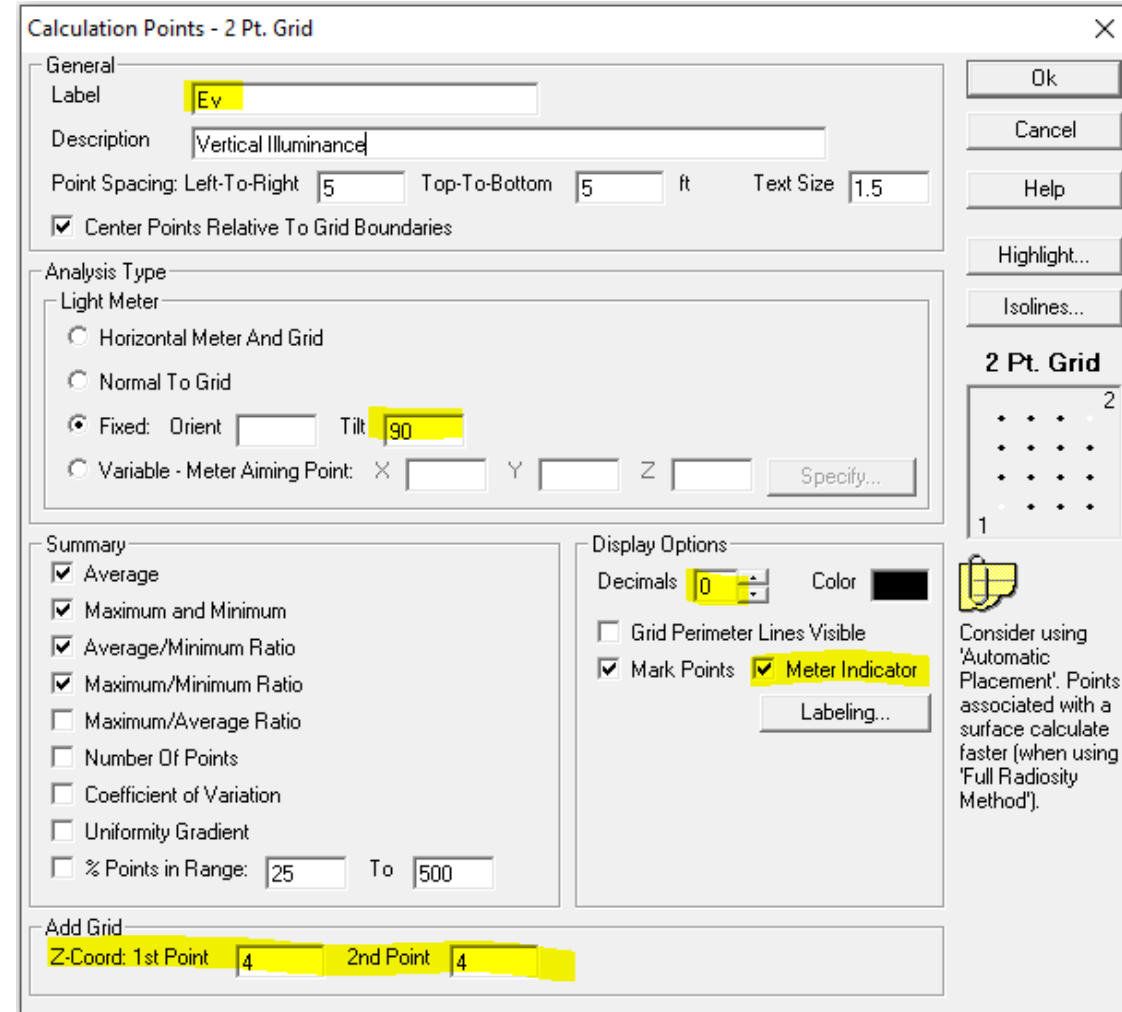 Calculation Points - 2 Pt. Grid
General
Label Ev
Description Vertical Illuminance
Point Spacing: Left-To-Right 5 Top-To-Bottom 5 ft Text Size 1.5
Center Points Relative To Grid Boundaries
Analysis Type
Light Meter
Horizontal Meter And Grid
Normal To Grid
Fixed: Orient Tilt 90
Variable - Meter Aiming Point: X Y Z Specify...
Summary
Average
Maximum and Minimum
Average/Minimum Ratio
Maximum/Minimum Ratio
Maximum/Average Ratio
Number Of Points
Coefficient of Variation
Uniformity Gradient
% Points in Range: 25 To 500
Display Options
Decimals 0 Color
Grid Perimeter Lines Visible
Mark Points Meter Indicator
Labeling...
Add Grid
Z-Coord: 1st Point 4 2nd Point 4
Ok
Cancel
Help
Highlight...
Isolines...
2 Pt. Grid
2
1
Consider using
'Automatic
Placement'. Points
associated with a
surface calculate
faster (when using
'Full Radiosity
Method').